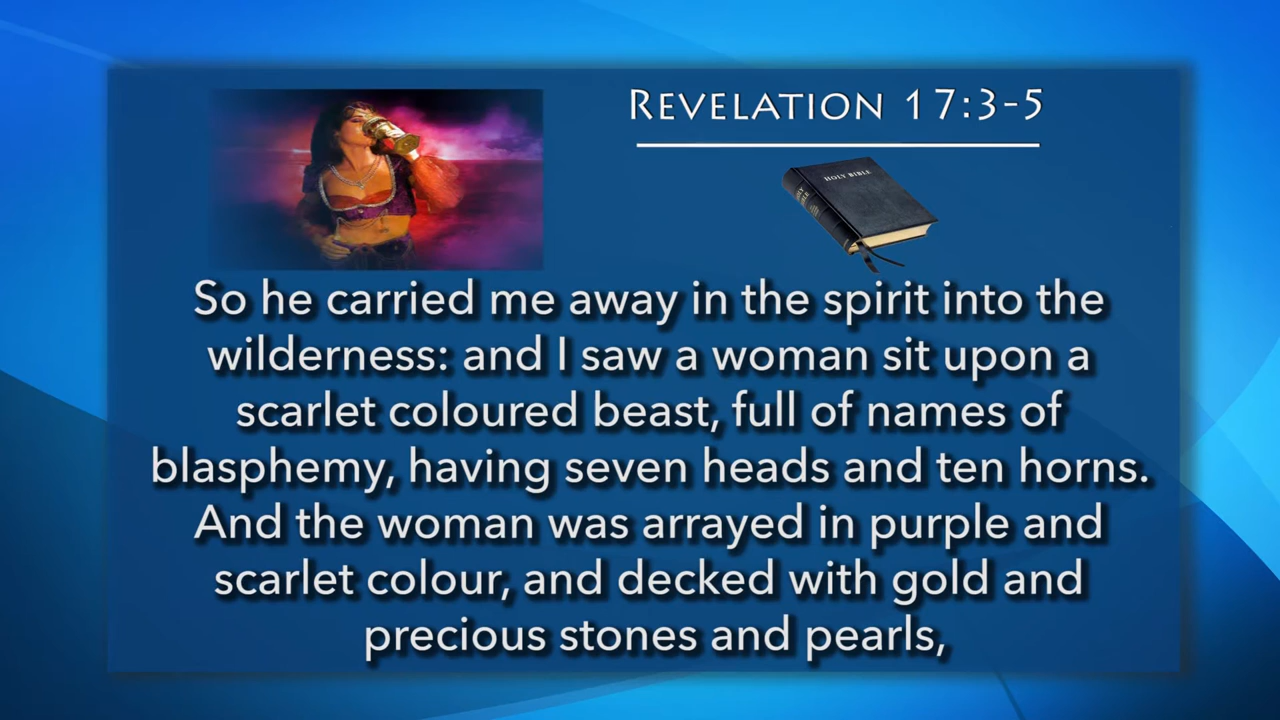 Revelation 17:3-5
HOLY BIBLE
So he carried me away in the spirit into the
wilderness: and I saw a woman sit upon a
scarlet coloured beast, full of names of
blasphemy, having seven heads and ten horns.
And the woman was arrayed in purple and
scarlet colour, and decked with gold and
precious stones and pearls,